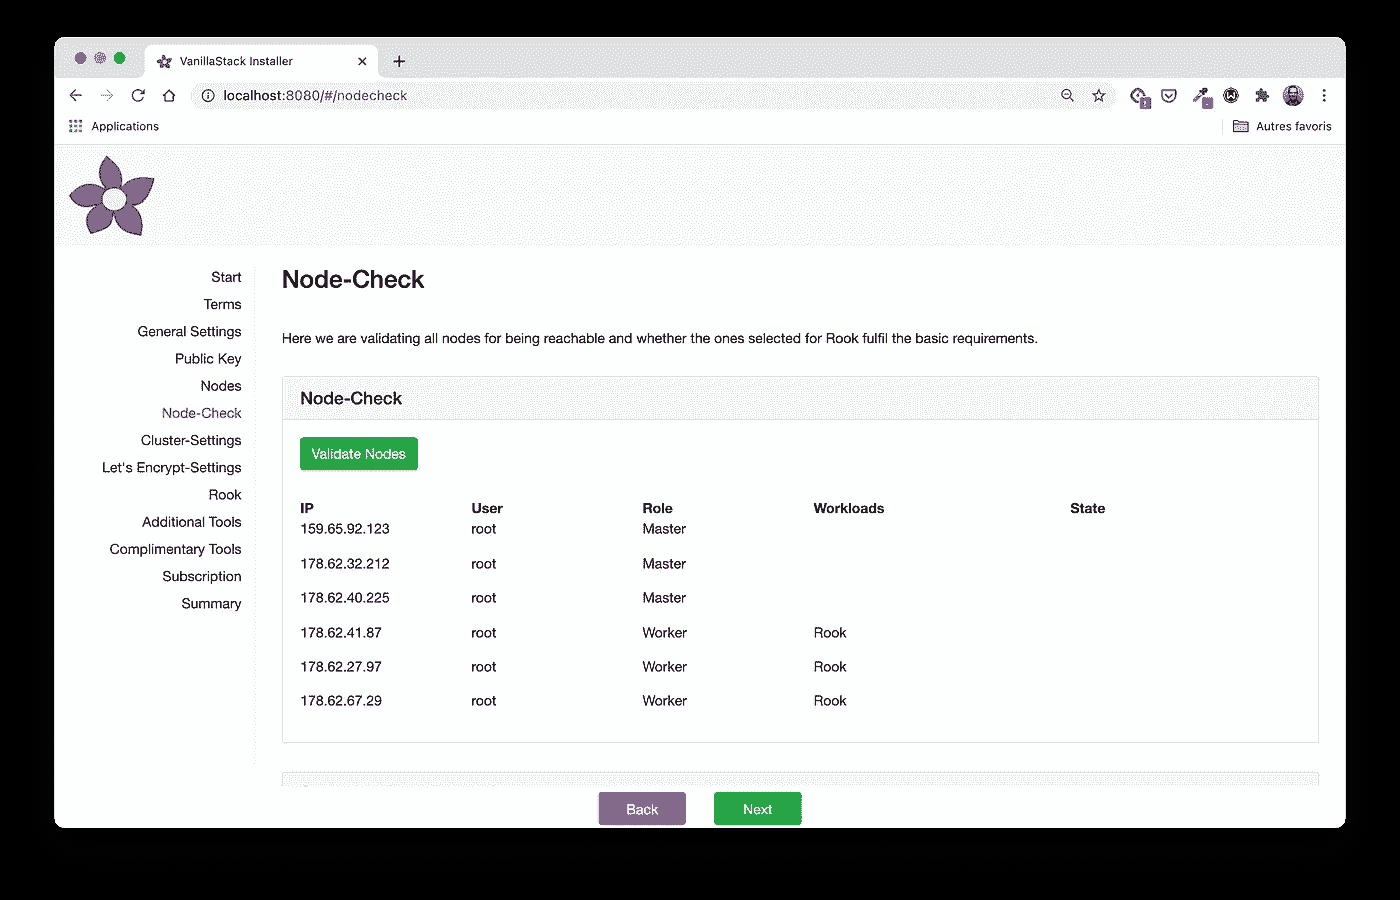 VanillaStack Installer
localhost:8080/#/nodecheck
Applications
Autres favoris
Start
Terms
General Settings
Public Key
Nodes
Node-Check
Cluster-Settings
Let's Encrypt-Settings
Rook
Additional Tools
Complimentary Tools
Subscription
Summary
Node-Check
Here we are validating all nodes for being reachable and whether the ones selected for Rook fulfil the basic requirements.
Node-Check
Validate Nodes
IP User Role Workloads State
159.65.92.123 root Master
178.62.32.212 root Master
178.62.40.225 root Master
178.62.41.87 root Worker Rook
178.62.27.97 root Worker Rook
178.62.67.29 root Worker Rook
Back Next